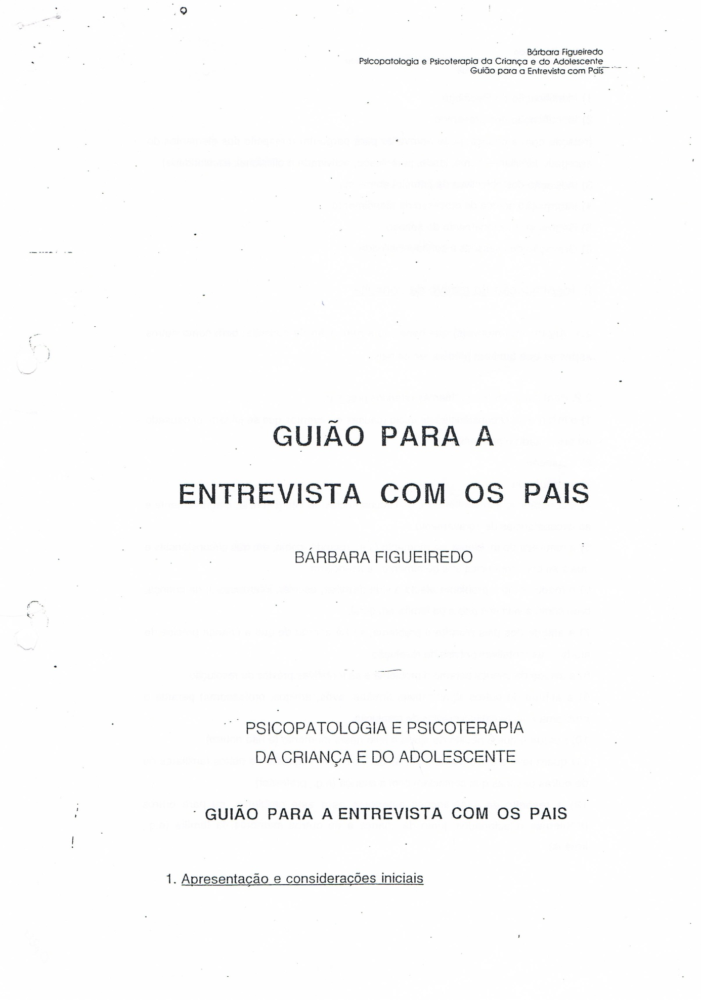 Bárbara Figueiredo
Psicopatologia e Psicoterapia da Criança e do Adolescente
Guião para a Entrevista com Pais
GUIÃO PARA A
ENTREVISTA COM OS PAIS
BÁRBARA FIGUEIREDO
PSICOPATOLOGIA E PSICOTERAPIA
DA CRIANÇA E DO ADOLESCENTE
GUIÃO PARA A ENTREVISTA COM OS PAIS
1. Apresentação e considerações iniciais